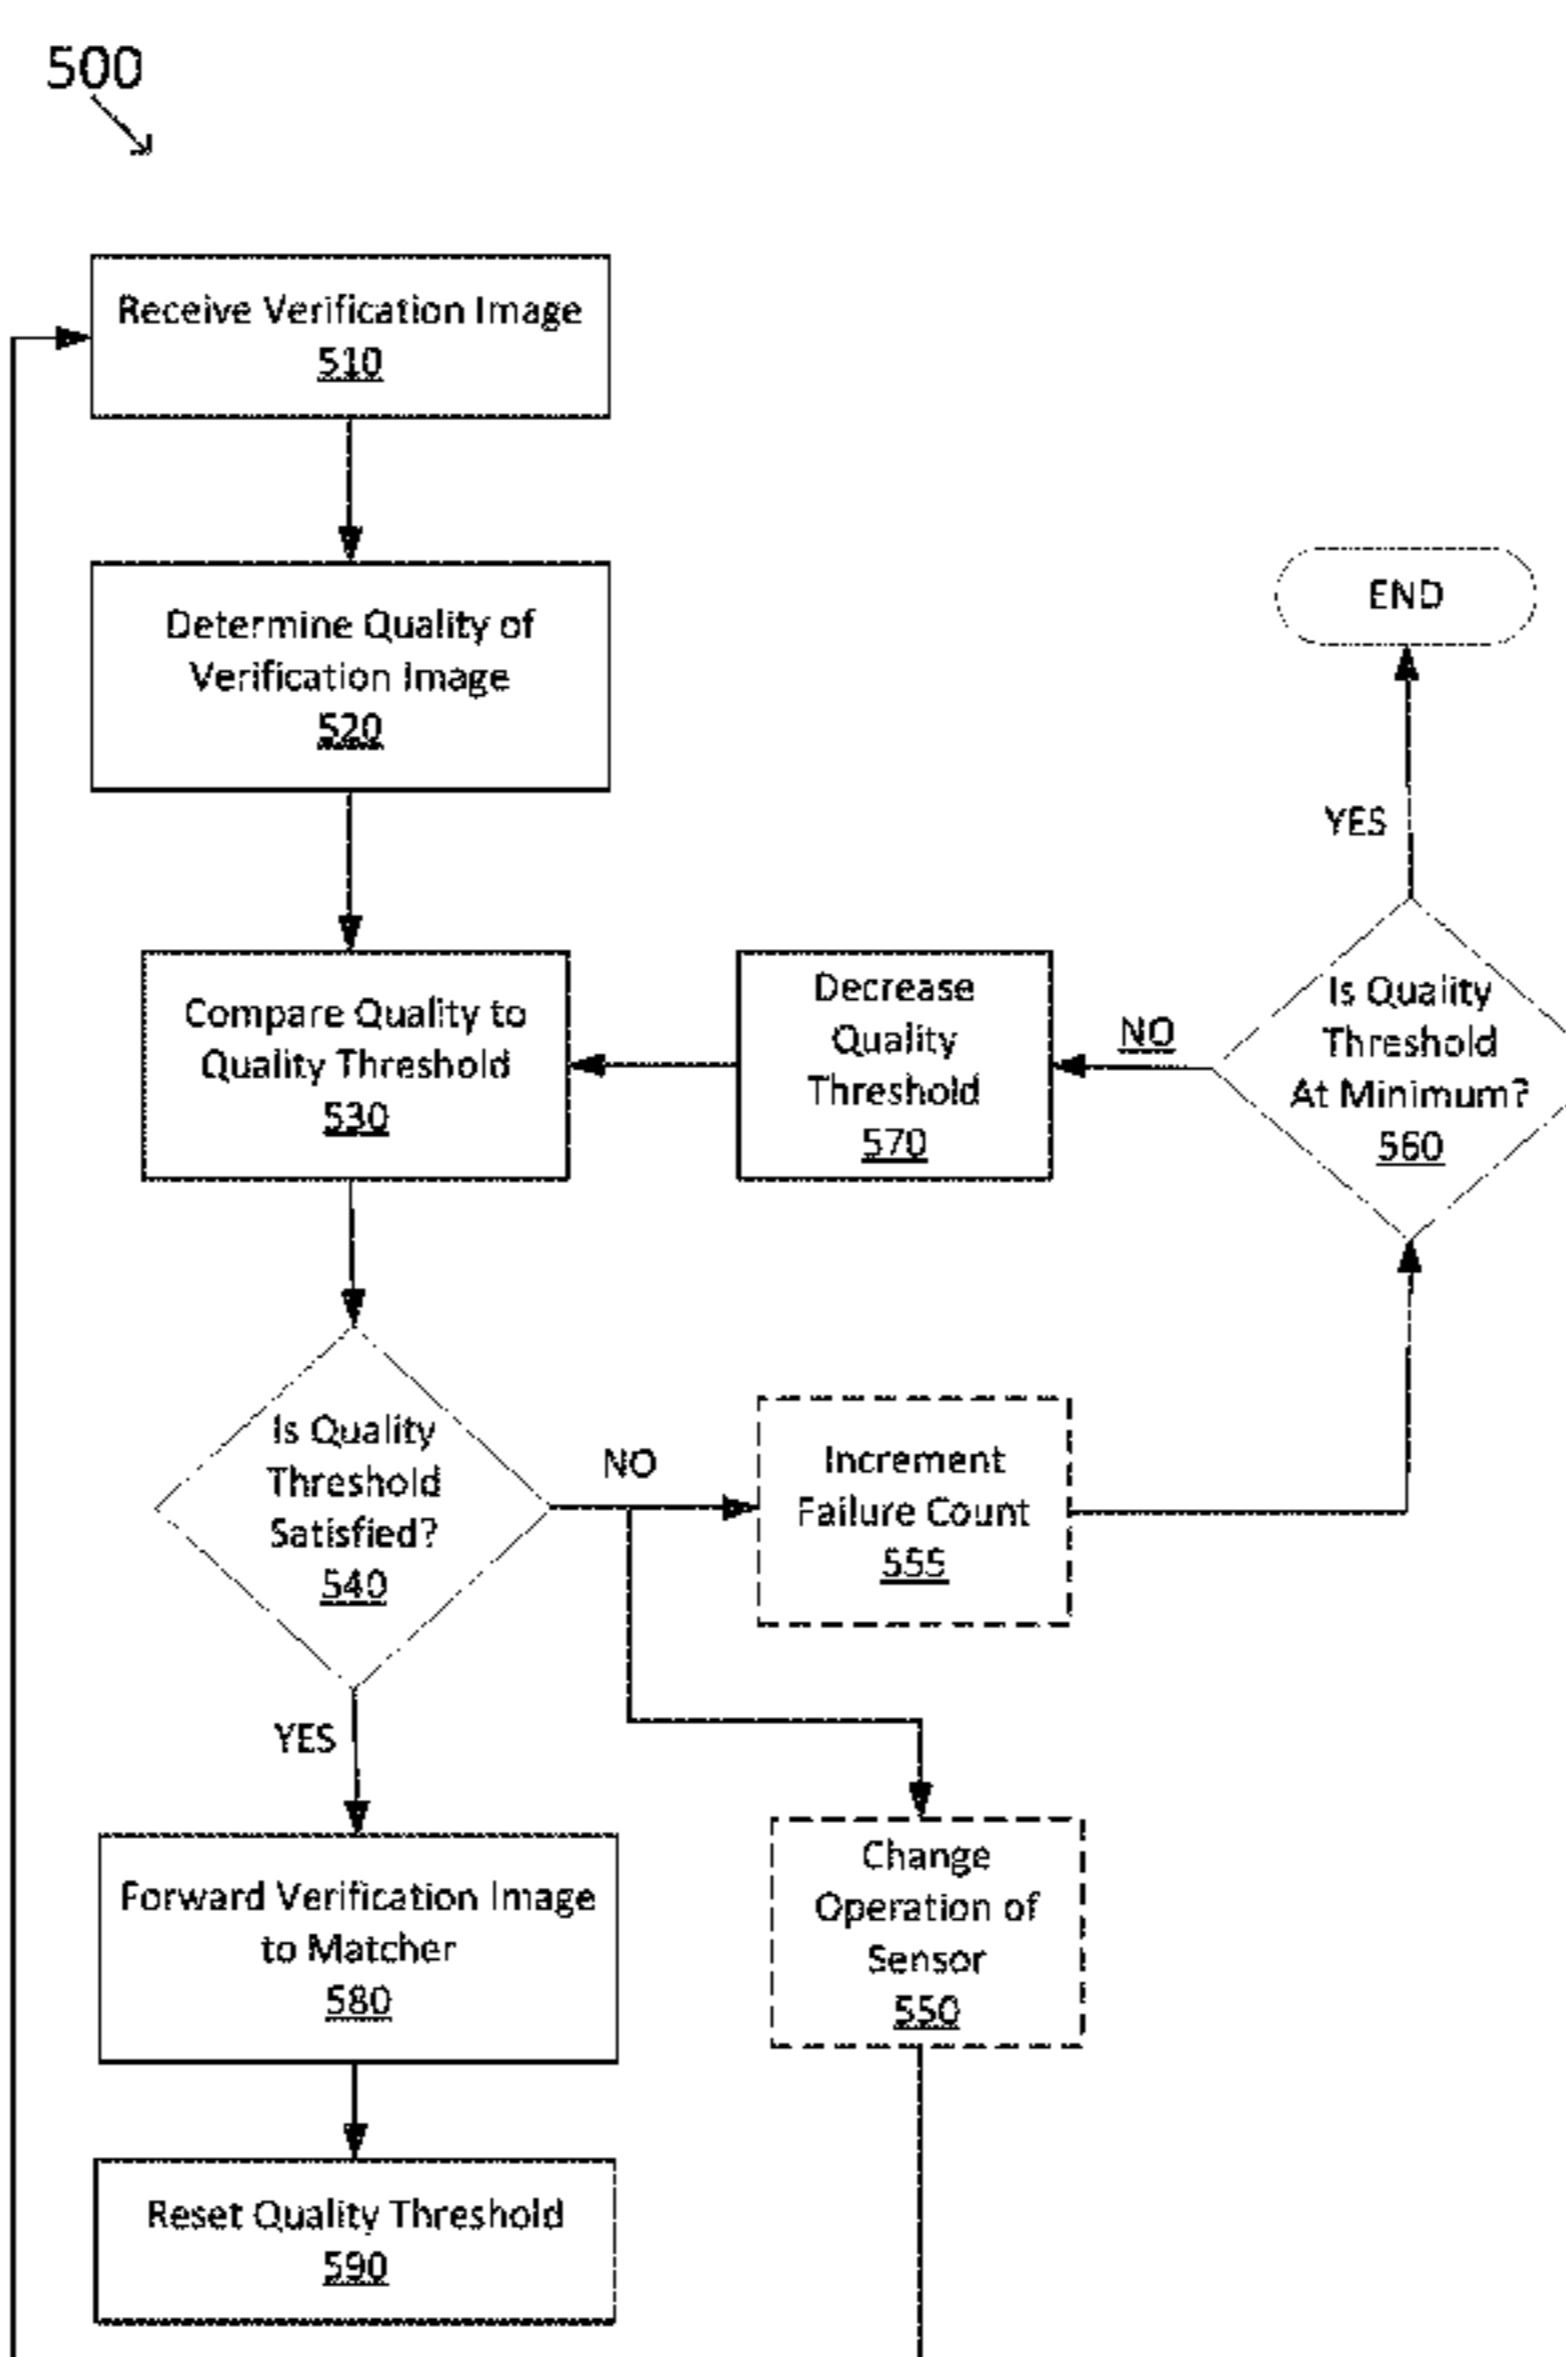 500
Receive Verification Image
510
Determine Quality of
Verification Image
520
END
YES
Compare Quality to
Quality Threshold
530
Decrease
Quality
Threshold
570
NO
Is Quality
Threshold
At Minimum?
560
Is Quality
Threshold
Satisfied?
540
NO
Increment
Failure Count
555
YES
Forward Verification Image
to Matcher
580
Change
Operation of
Sensor
550
Reset Quality Threshold
590